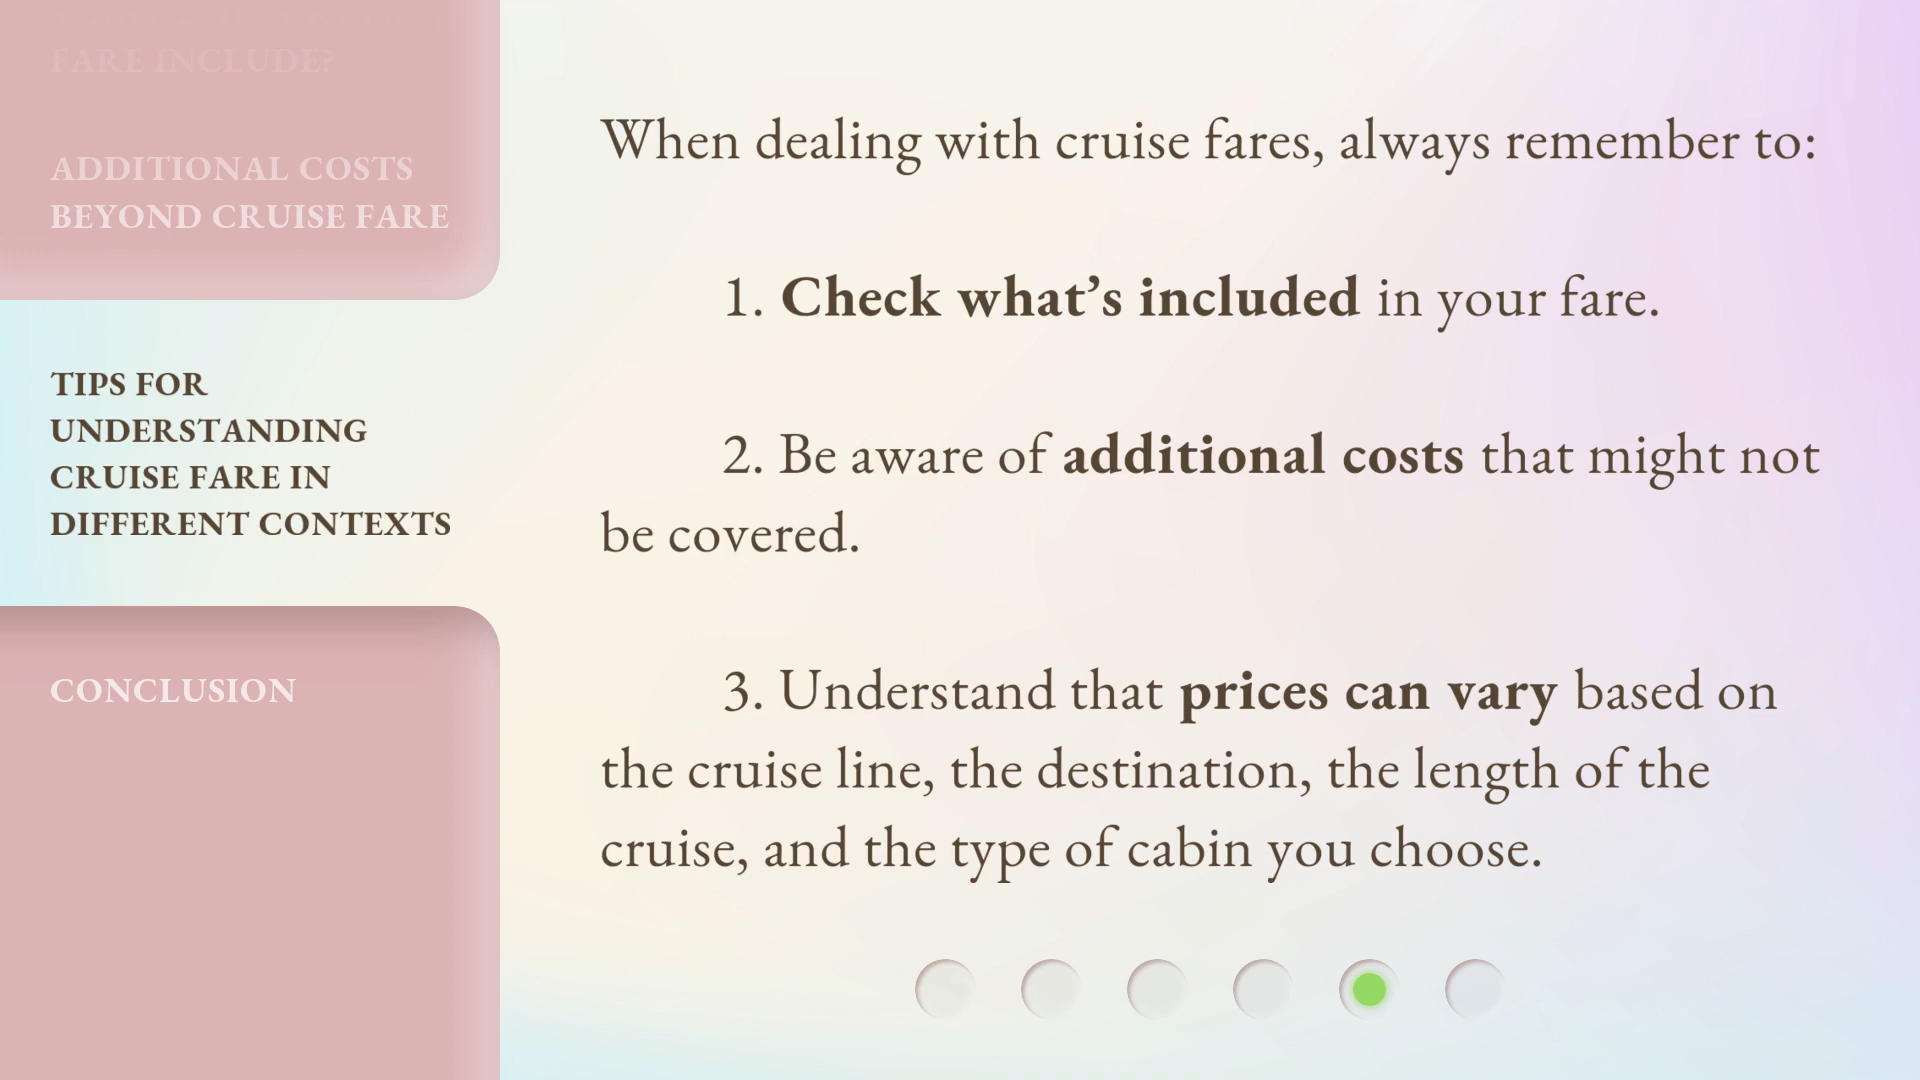 FARE INCLUDE?
ADDITIONAL COSTS
BEYOND CRUISE FARE
TIPS FOR
UNDERSTANDING
CRUISE FARE IN
DIFFERENT CONTEXTS
CONCLUSION
When dealing with cruise fares, always remember to:
1. Check what’s included in your fare.
2. Be aware of additional costs that might not
be covered.
3. Understand that prices can vary based on
the cruise line, the destination, the length of the
cruise, and the type of cabin you choose.